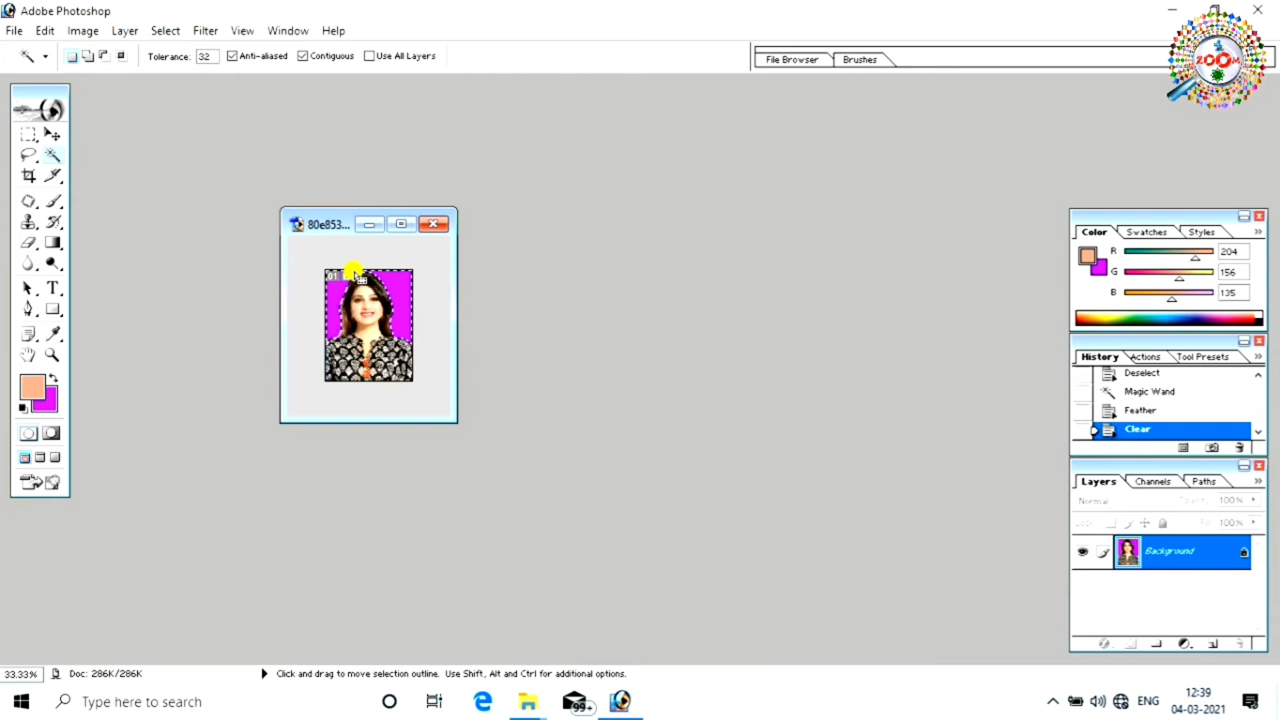 Adobe Photoshop
File Edit Image Layer Select Filter View Window Help
Tolerance: 32 Anti-aliased Contiguous Use All Layers
File Browser Brushes
ZOOM
80e853...
01
Color Swatches Styles
R 204
G 156
B 135
History Actions Tool Presets
Deselect
Magic Wand
Feather
Clear
Layers Channels Paths
Normal Opacity: 100%
100%
Background
33.33% Doc: 286K/286K Click and drag to move selection outline. Use Shift, Alt and Ctrl for additional options.
Type here to search
99+
ENG
12:39
04-03-2021